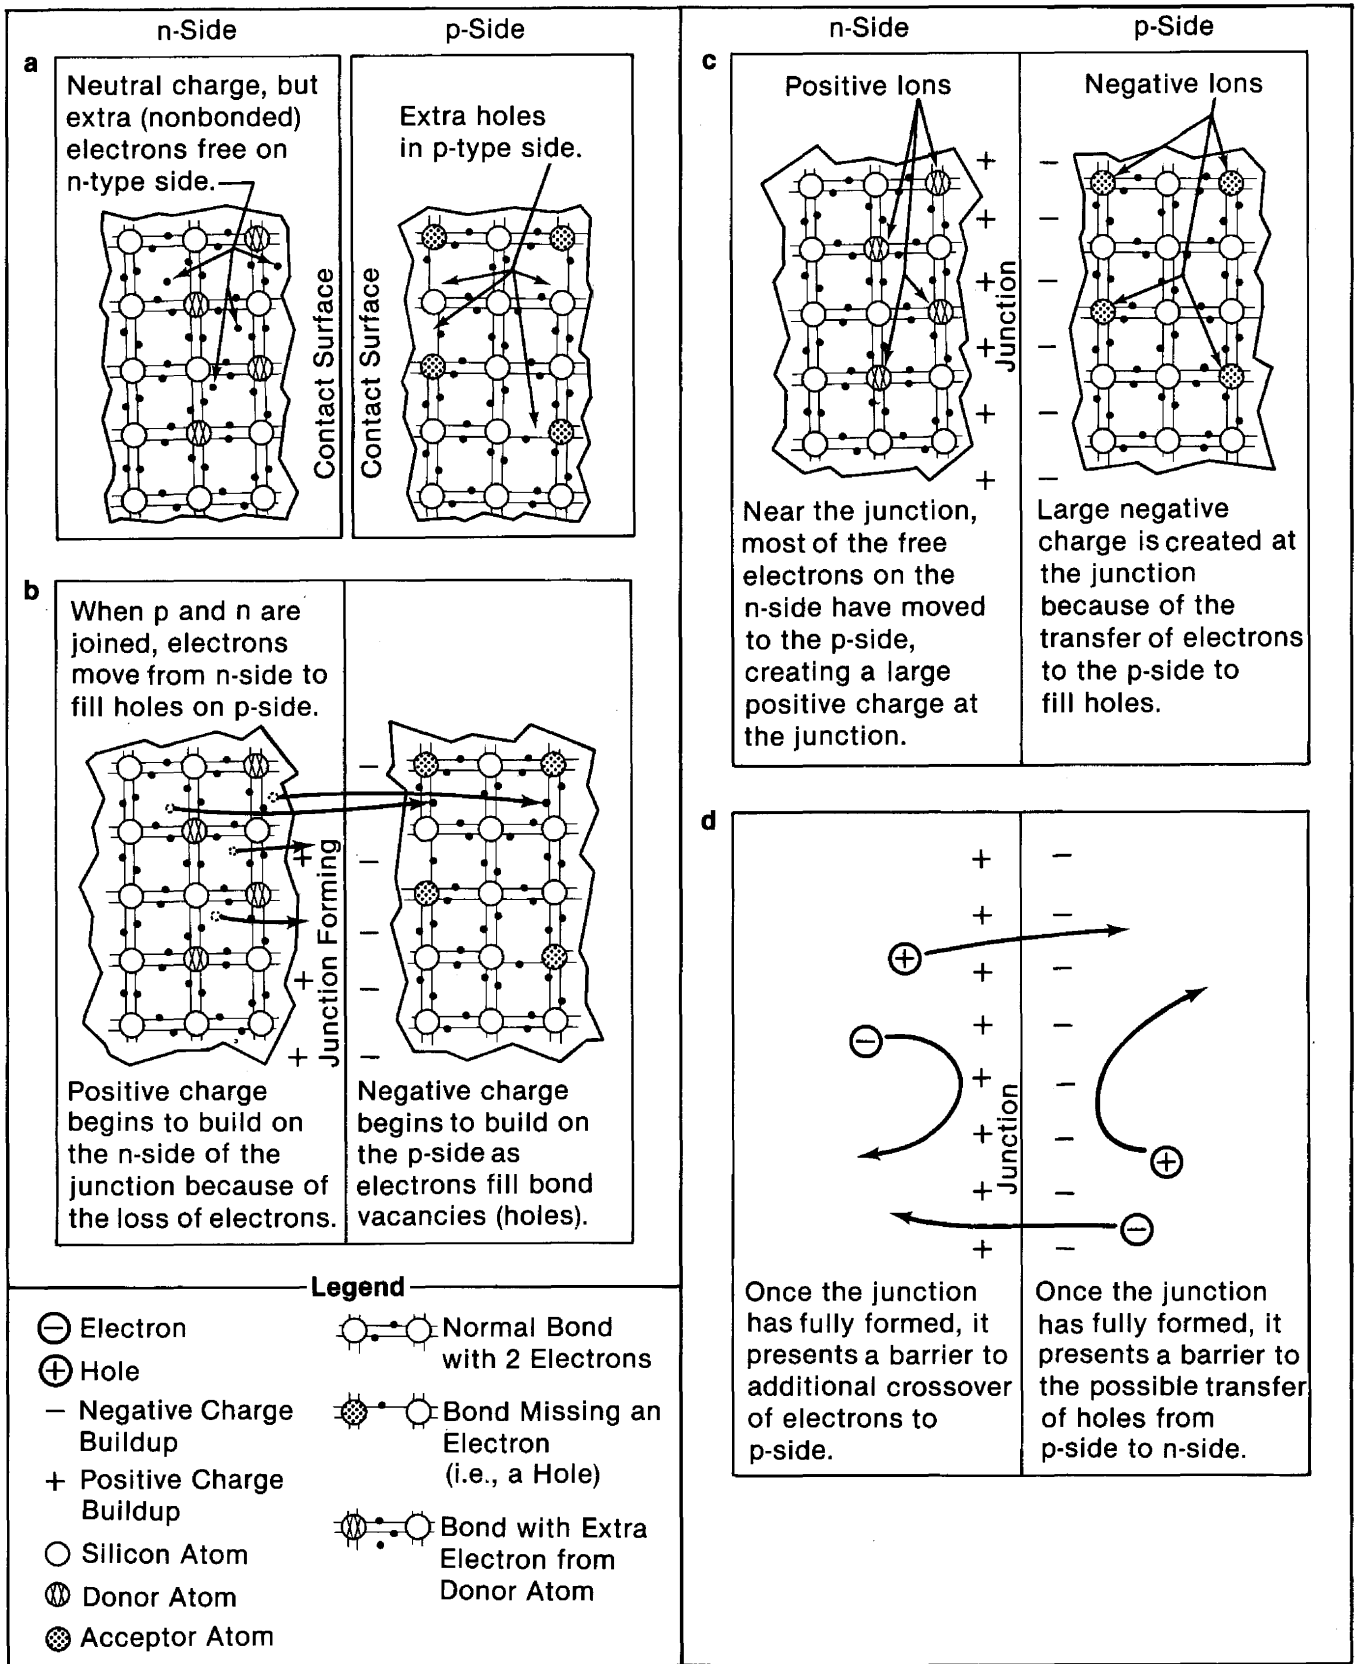 n-Side
p-Side
a
Neutral charge, but
extra (nonbonded)
electrons free on
n-type side.
Contact Surface
Extra holes
in p-type side.
Contact Surface
b
When p and n are
joined, electrons
move from n-side to
fill holes on p-side.
Junction Forming
Positive charge
begins to build on
the n-side of the
junction because of
the loss of electrons.
Negative charge
begins to build on
the p-side as
electrons fill bond
vacancies (holes).
Legend
Electron
Hole
− Negative Charge
Buildup
+ Positive Charge
Buildup
Silicon Atom
Donor Atom
Acceptor Atom
Normal Bond
with 2 Electrons
Bond Missing an
Electron
(i.e., a Hole)
Bond with Extra
Electron from
Donor Atom
n-Side
p-Side
c
Positive Ions
Junction
Near the junction,
most of the free
electrons on the
n-side have moved
to the p-side,
creating a large
positive charge at
the junction.
Negative Ions
Large negative
charge is created at
the junction
because of the
transfer of electrons
to the p-side to
fill holes.
d
Junction
Once the junction
has fully formed, it
presents a barrier to
additional crossover
of electrons to
p-side.
Once the junction
has fully formed, it
presents a barrier to
the possible transfer
of holes from
p-side to n-side.